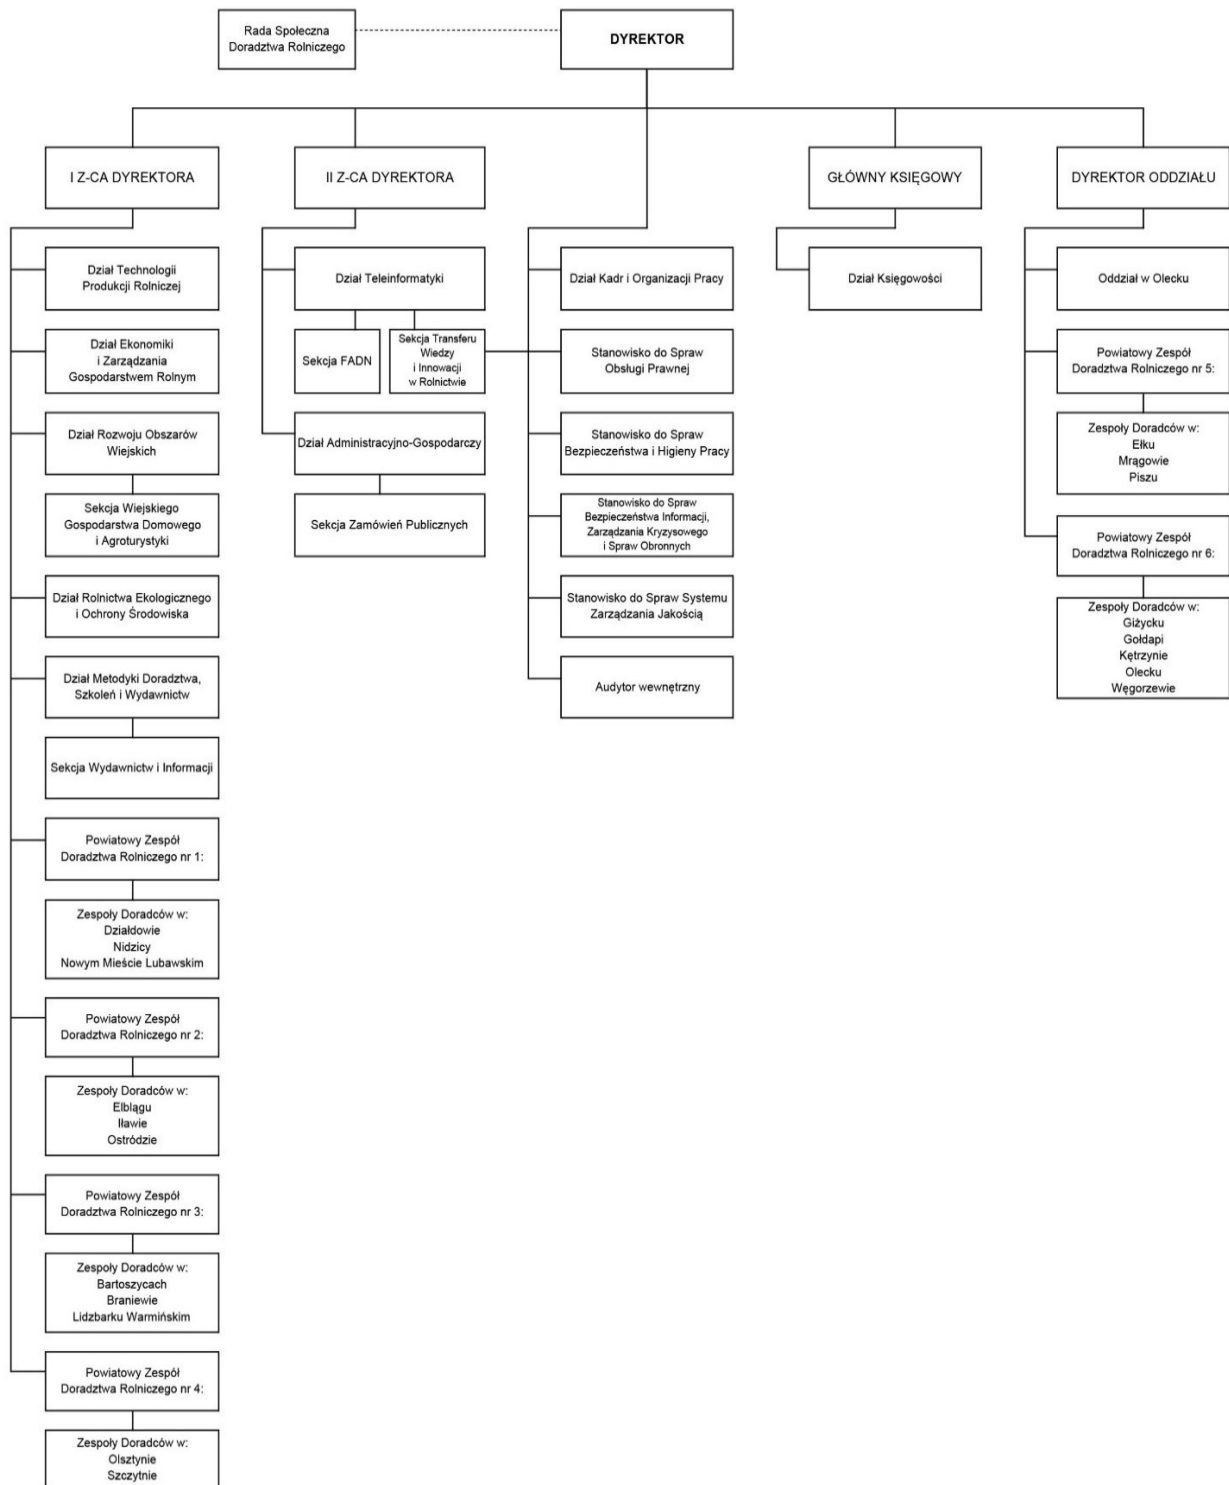 Rada Społeczna
Doradztwa Rolniczego
DYREKTOR
I Z-CA DYREKTORA
II Z-CA DYREKTORA
GŁÓWNY KSIĘGOWY
DYREKTOR ODDZIAŁU
Dział Technologii
Produkcji Rolniczej
Dział Ekonomiki
i Zarządzania
Gospodarstwem Rolnym
Dział Rozwoju Obszarów
Wiejskich
Sekcja Wiejskiego
Gospodarstwa Domowego
i Agroturystyki
Dział Rolnictwa Ekologicznego
i Ochrony Środowiska
Dział Metodyki Doradztwa,
Szkoleń i Wydawnictw
Sekcja Wydawnictw i Informacji
Powiatowy Zespół
Doradztwa Rolniczego nr 1:
Zespoły Doradców w:
Działdowie
Nidzicy
Nowym Mieście Lubawskim
Powiatowy Zespół
Doradztwa Rolniczego nr 2:
Zespoły Doradców w:
Elblągu
Iławie
Ostródzie
Powiatowy Zespół
Doradztwa Rolniczego nr 3:
Zespoły Doradców w:
Bartoszycach
Braniewie
Lidzbarku Warmińskim
Powiatowy Zespół
Doradztwa Rolniczego nr 4:
Zespoły Doradców w:
Olsztynie
Szczytnie
Dział Teleinformatyki
Sekcja FADN
Sekcja Transferu
Wiedzy
i Innowacji
w Rolnictwie
Dział Administracyjno-Gospodarczy
Sekcja Zamówień Publicznych
Dział Kadr i Organizacji Pracy
Stanowisko do Spraw
Obsługi Prawnej
Stanowisko do Spraw
Bezpieczeństwa i Higieny Pracy
Stanowisko do Spraw
Bezpieczeństwa Informacji,
Zarządzania Kryzysowego
i Spraw Obronnych
Stanowisko do Spraw Systemu
Zarządzania Jakością
Audytor wewnętrzny
Dział Księgowości
Oddział w Olecku
Powiatowy Zespół
Doradztwa Rolniczego nr 5:
Zespoły Doradców w:
Ełku
Mrągowie
Piszu
Powiatowy Zespół
Doradztwa Rolniczego nr 6:
Zespoły Doradców w:
Giżycku
Gołdapi
Kętrzynie
Olecku
Węgorzewie